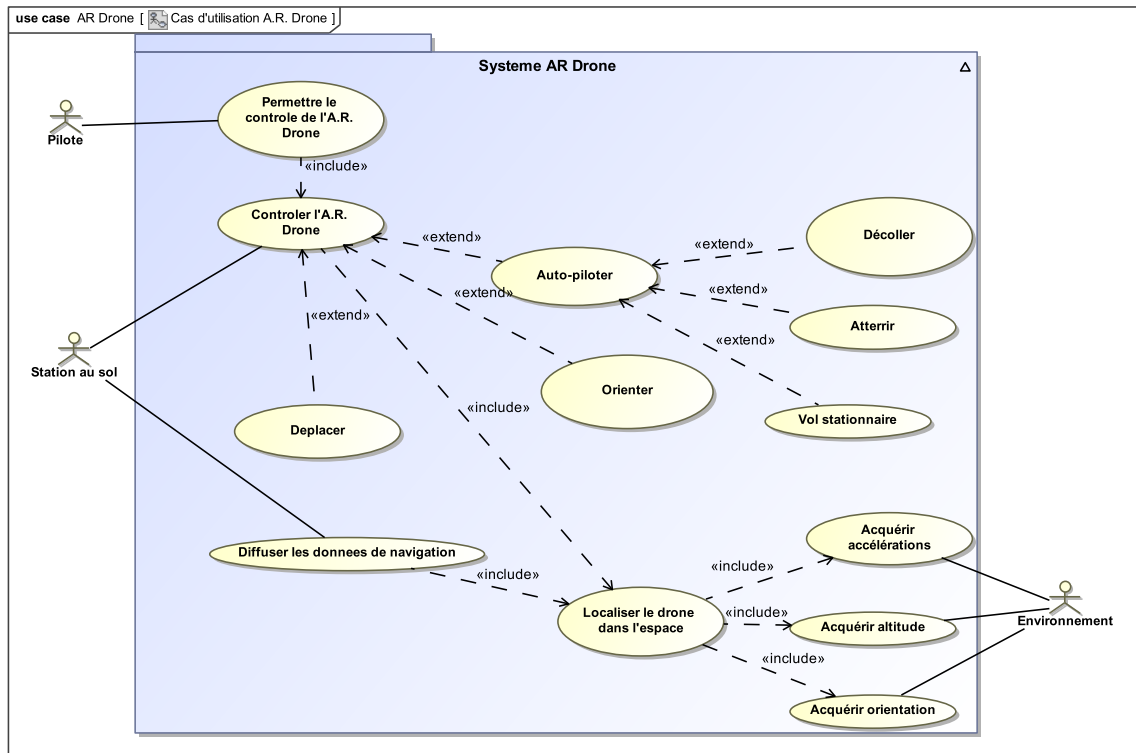 use case AR Drone [ Cas d'utilisation A.R. Drone ]
Systeme AR Drone
Permettre le
controle de l'A.R.
Drone
Pilote
«include»
Controler l'A.R.
Drone
Décoller
«extend»
«extend»
Auto-piloter
«extend»
«extend»
«extend»
Atterrir
«extend»
Station au sol
Orienter
«include»
Vol stationnaire
Deplacer
Acquérir
accélérations
Diffuser les donnees de navigation
«include»
«include»
Localiser le drone
dans l'espace
«include»
Acquérir altitude
Environnement
«include»
Acquérir orientation